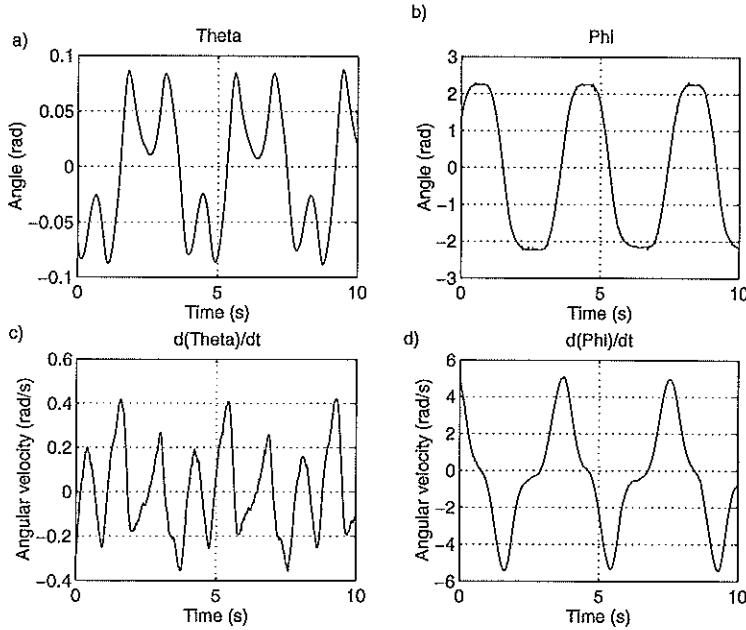 a)
Theta
0.1
0.05
0
−0.05
−0.1
Angle (rad)
0
5
10
Time (s)
b)
Phi
3
2
1
0
−1
−2
−3
Angle (rad)
0
5
10
Time (s)
c)
d(Theta)/dt
0.6
0.4
0.2
0
−0.2
−0.4
Angular velocity (rad/s)
0
5
10
Time (s)
d)
d(Phi)/dt
6
4
2
0
−2
−4
−6
Angular velocity (rad/s)
0
5
10
Time (s)